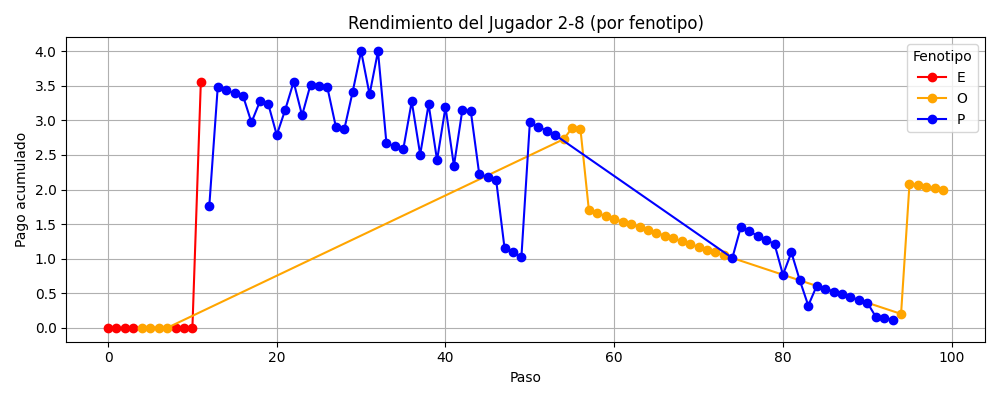 Rendimiento del Jugador 2-8 (por fenotipo)
Pago acumulado
4.0
3.5
3.0
2.5
2.0
1.5
1.0
0.5
0.0
Fenotipo
E
O
P
0 20 40 60 80 100
Paso